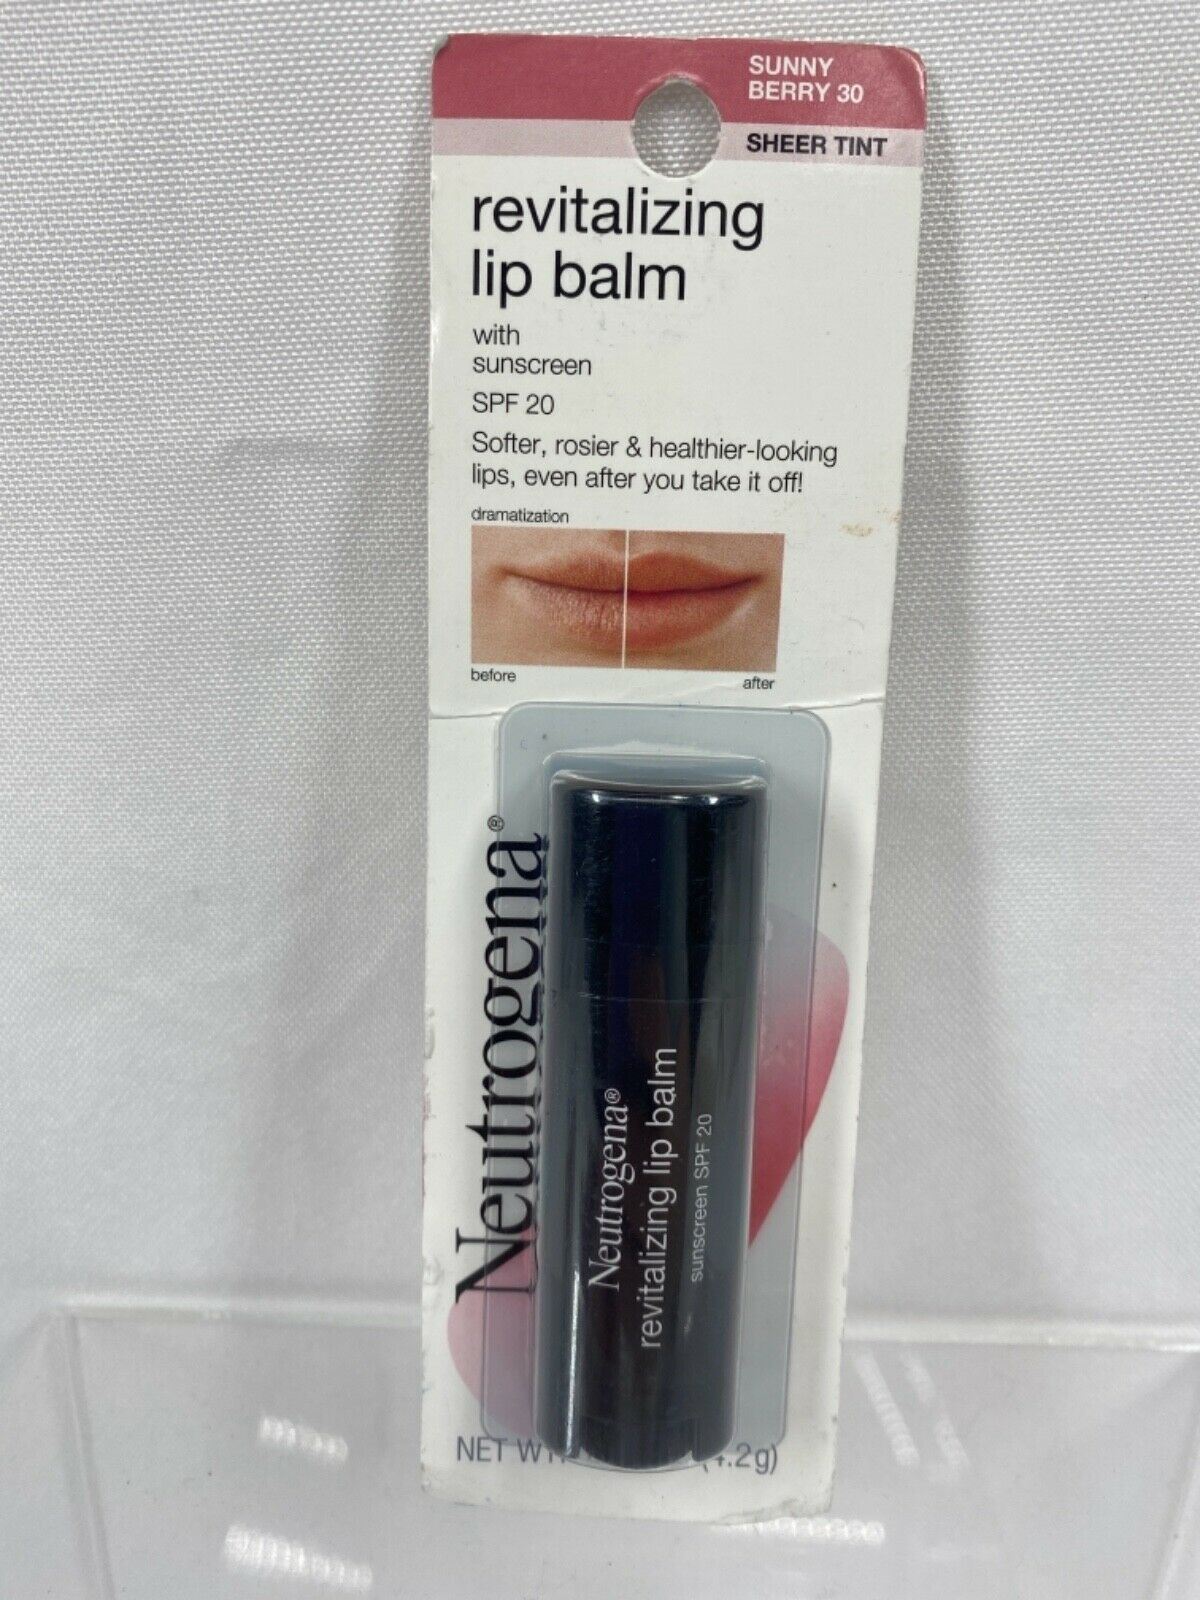 SUNNY
BERRY 30
SHEER TINT
revitalizing
lip balm
with
sunscreen
SPF 20
Softer, rosier & healthier-looking
lips, even after you take it off!
dramatization
before
after
Neutrogena®
Neutrogena®
revitalizing lip balm
sunscreen SPF 20
NET WT. 4.2g)